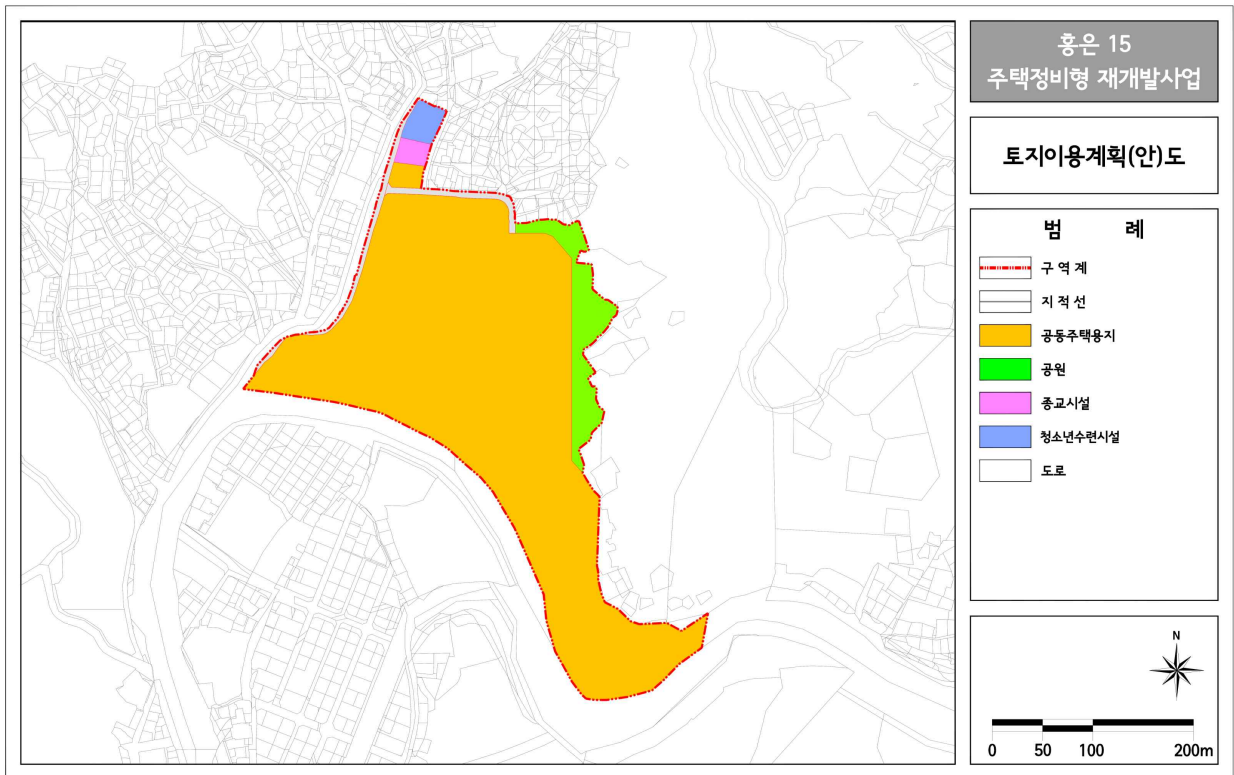 홍은 15
주택정비형 재개발사업
토지이용계획(안)도
범 례
구 역 계
지 적 선
공동주택용지
공원
종교시설
청소년수련시설
도로
N
0 50 100 200m